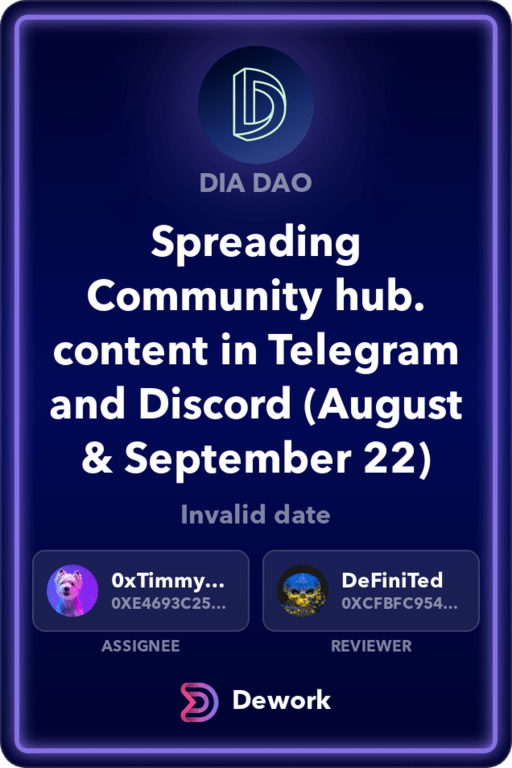 DIA DAO
Spreading
Community hub.
content in Telegram
and Discord (August
& September 22)
Invalid date
0xTimmy...
0XE4693C25...
ASSIGNEE
DeFiniTed
0XCFBFC954...
REVIEWER
Dework